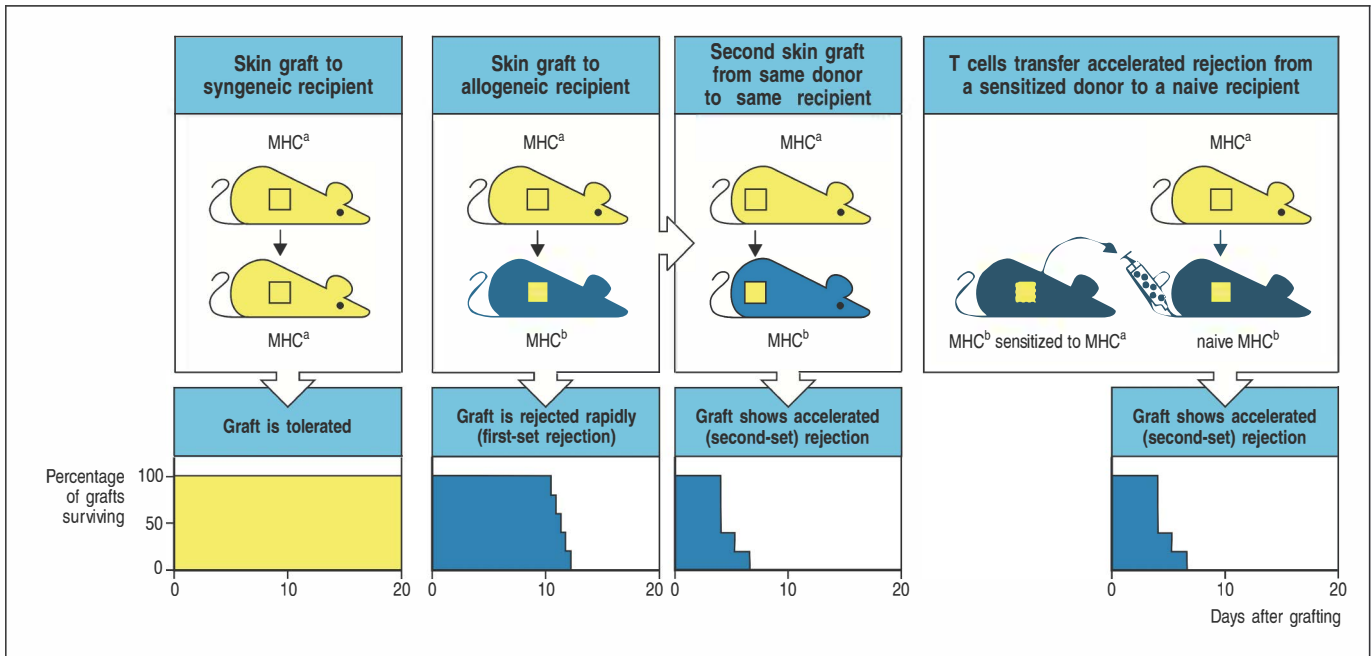 Skin graft to
syngeneic recipient
MHCᵃ
MHCᵃ
Graft is tolerated
Skin graft to
allogeneic recipient
MHCᵃ
MHCᵇ
Graft is rejected rapidly
(first-set rejection)
Second skin graft
from same donor
to same recipient
MHCᵃ
MHCᵇ
Graft shows accelerated
(second-set) rejection
T cells transfer accelerated rejection from
a sensitized donor to a naive recipient
MHCᵃ
MHCᵇ sensitized to MHCᵃ
naive MHCᵇ
Graft shows accelerated
(second-set) rejection
Percentage
of grafts
surviving
100
50
0
0 10 20
0 10 20
0 10 20
0 10 20
Days after grafting